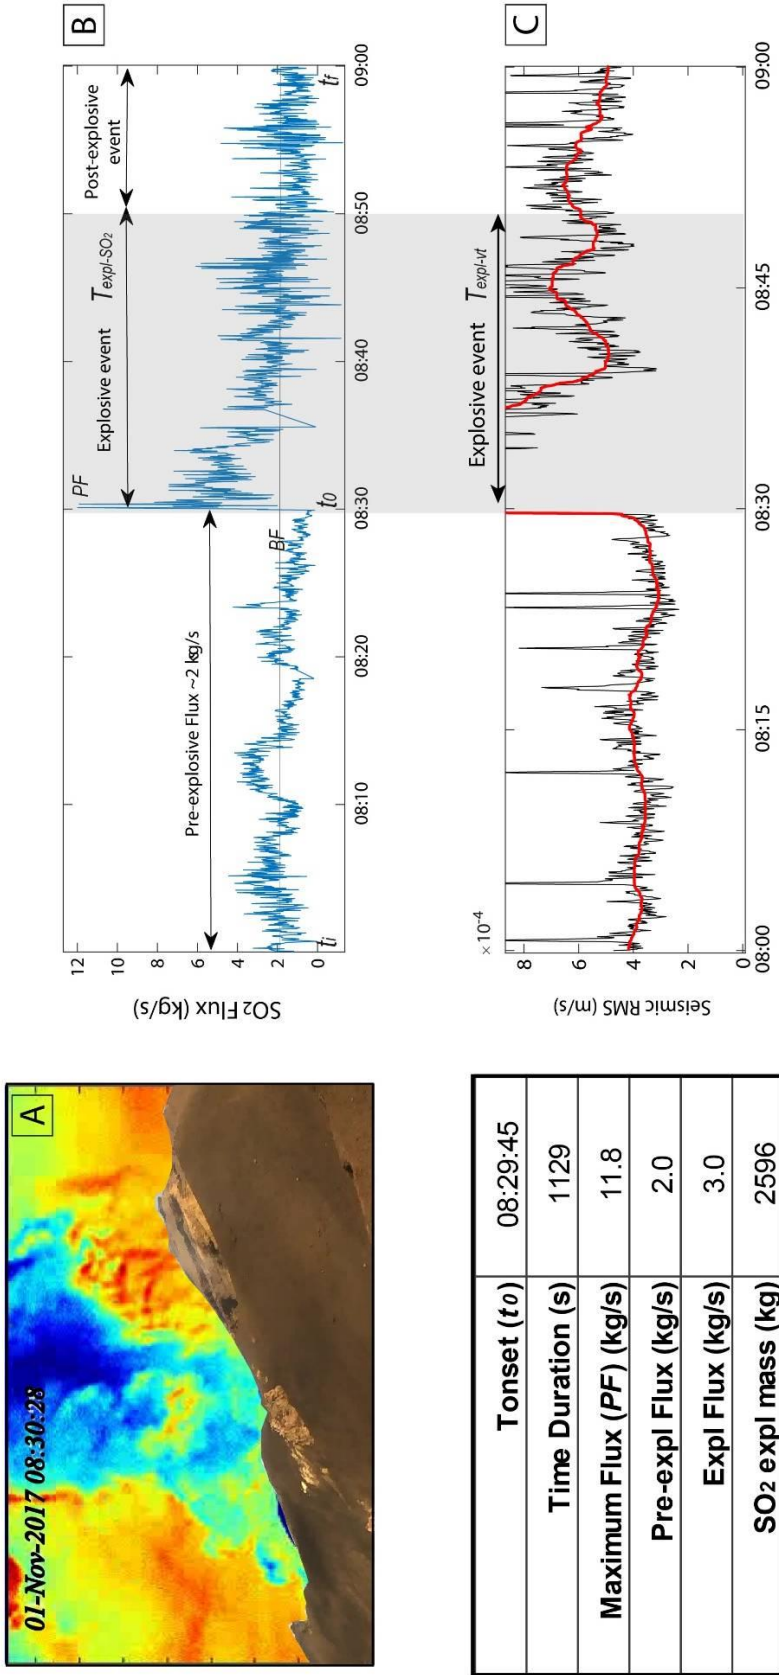 A
01-Nov-2017 08:30:28
B
SO2 Flux (kg/s)
12
10
8
6
4
2
0
PF
Explosive event Texpl-SO2
Post-explosive
event
Pre-explosive Flux ~2 kg/s
BF
ti
t0
tf
08:10
08:20
08:30
08:40
08:50
09:00
Tonset (t0) 08:29:45
Time Duration (s) 1129
Maximum Flux (PF) (kg/s) 11.8
Pre-expl Flux (kg/s) 2.0
Expl Flux (kg/s) 3.0
SO2 expl mass (kg) 2596
C
× 10-4
Seismic RMS (m/s)
8
6
4
2
0
Explosive event Texpl-vt
08:00
08:15
08:30
08:45
09:00